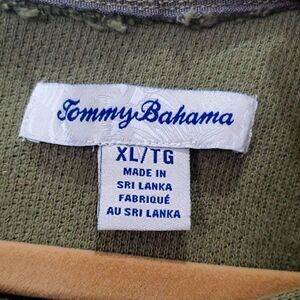 Tommy Bahama
XL/TG
MADE IN
SRI LANKA
FABRIQUÉ
AU SRI LANKA